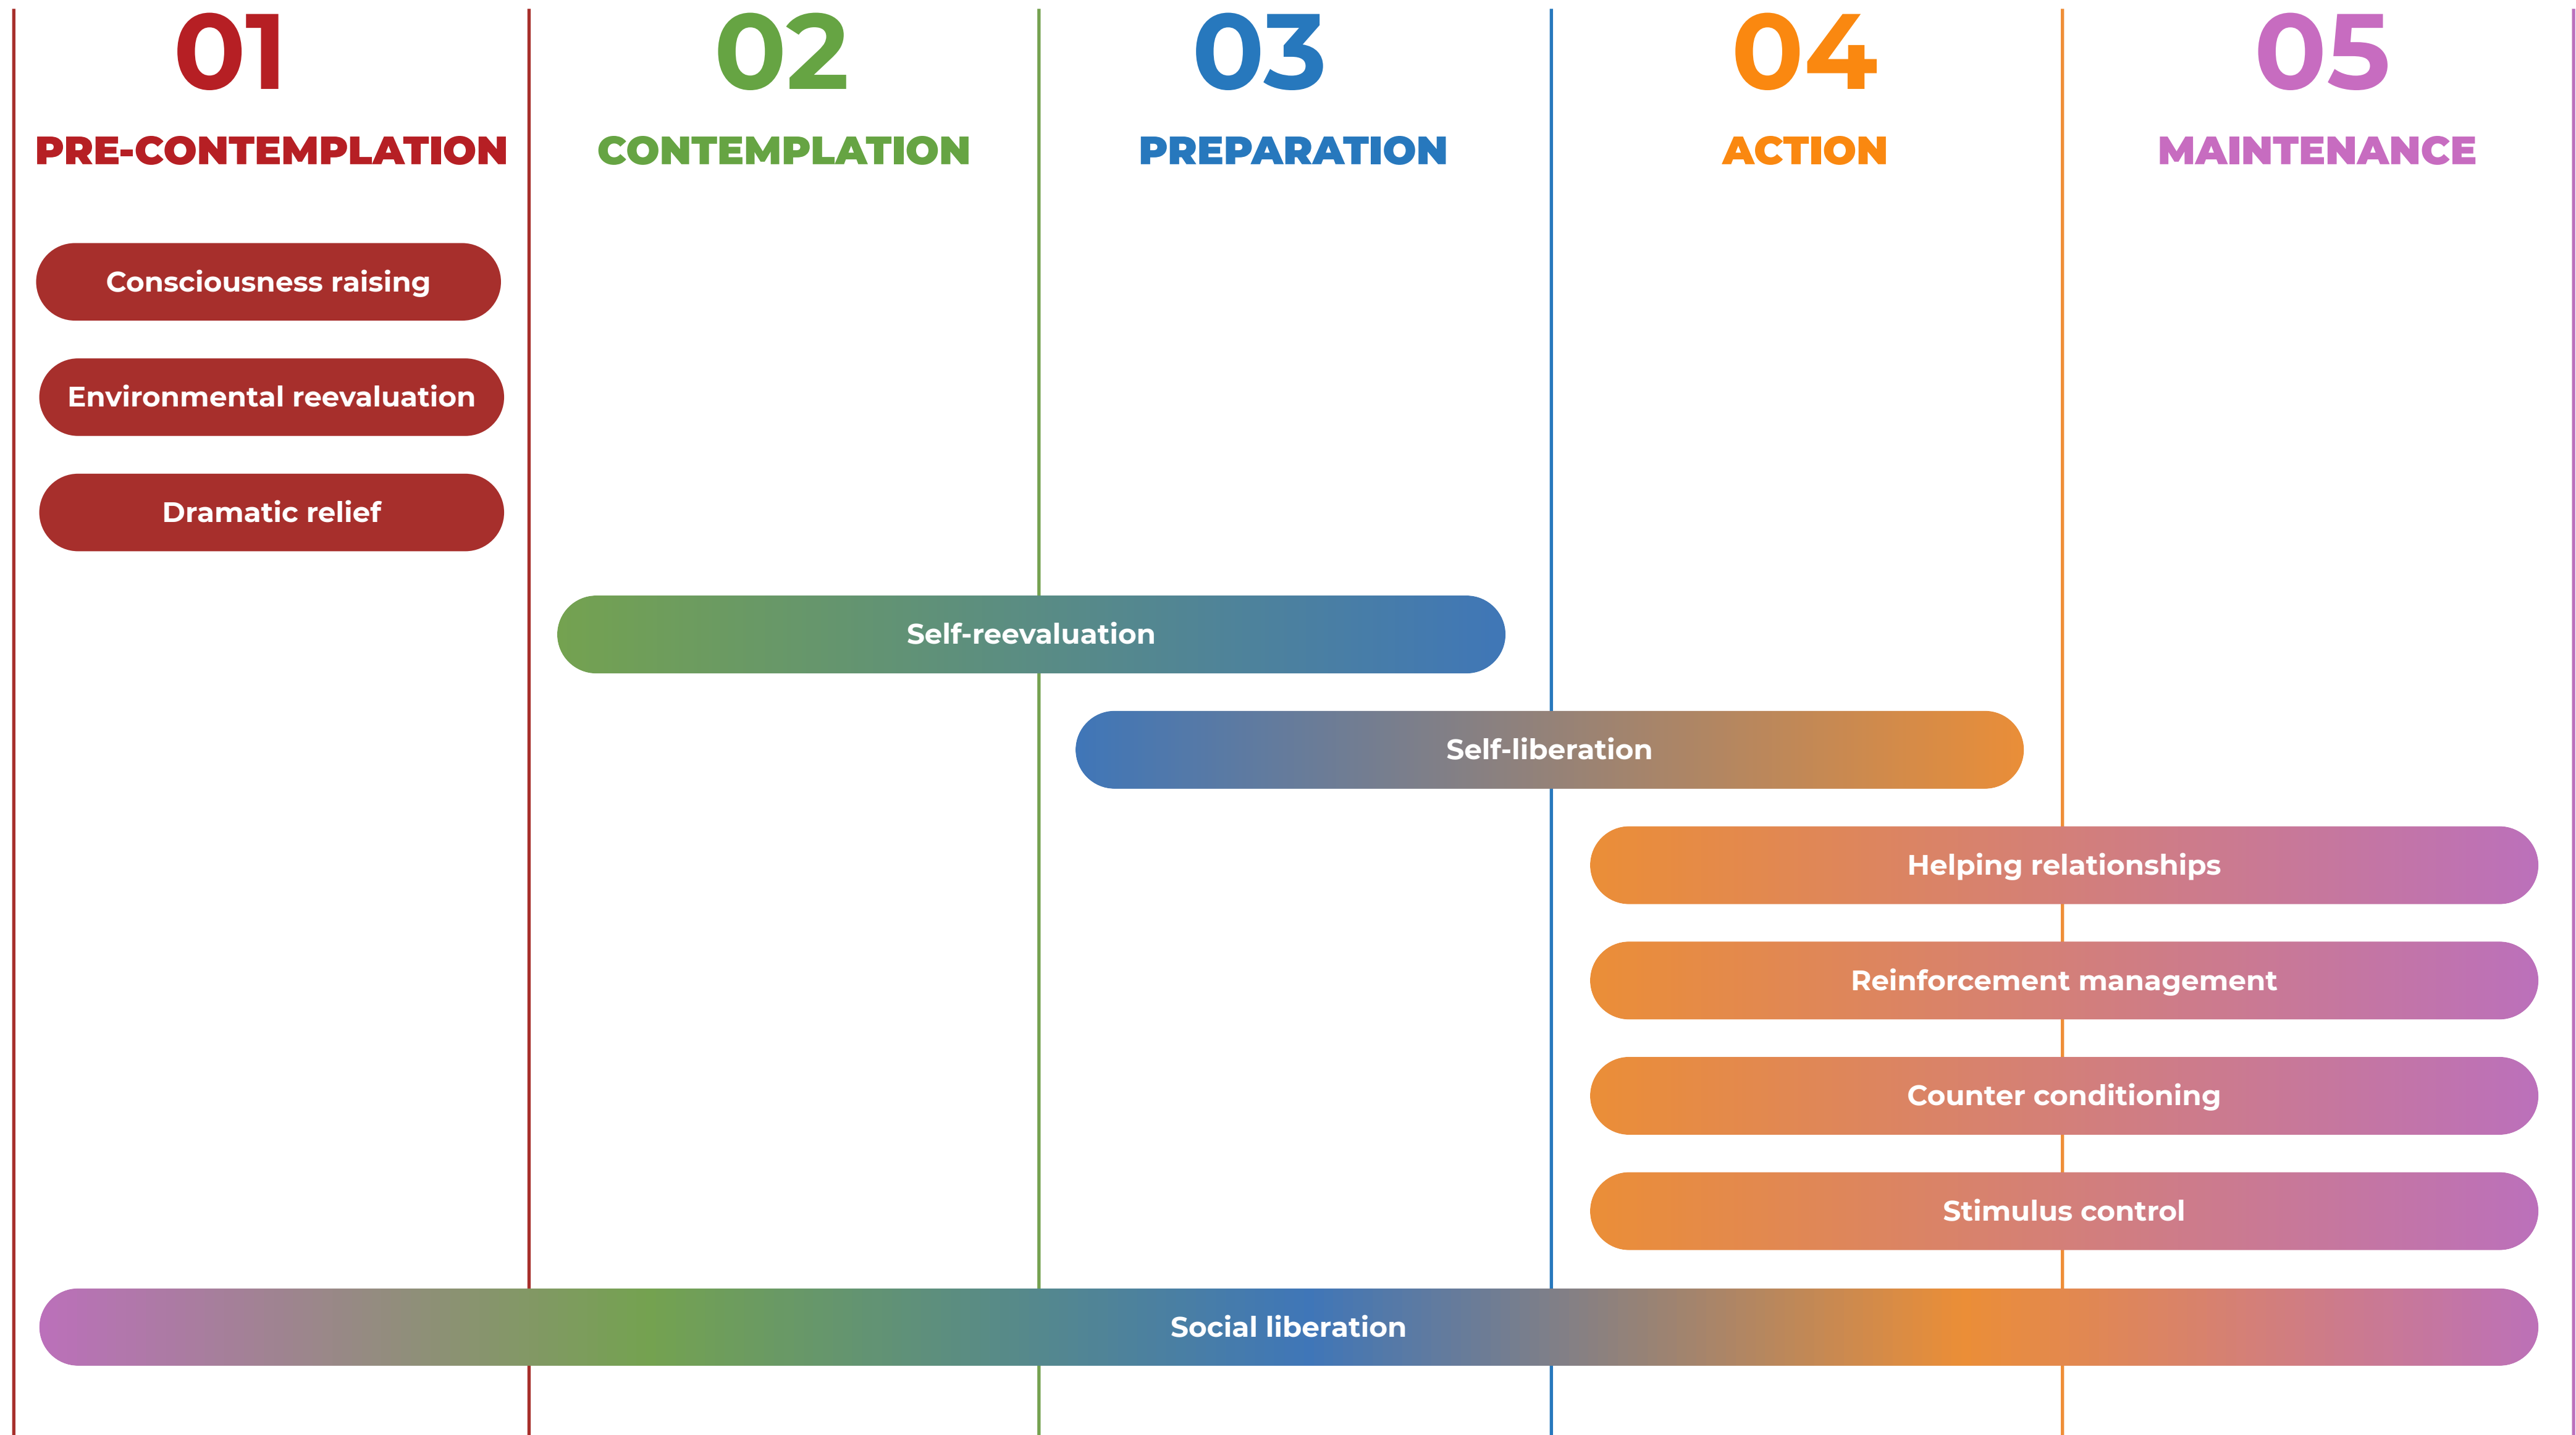 01
02
03
04
05
PRE-CONTEMPLATION
CONTEMPLATION
PREPARATION
ACTION
MAINTENANCE
Consciousness raising
Environmental reevaluation
Dramatic relief
Self-reevaluation
Self-liberation
Helping relationships
Reinforcement management
Counter conditioning
Stimulus control
Social liberation